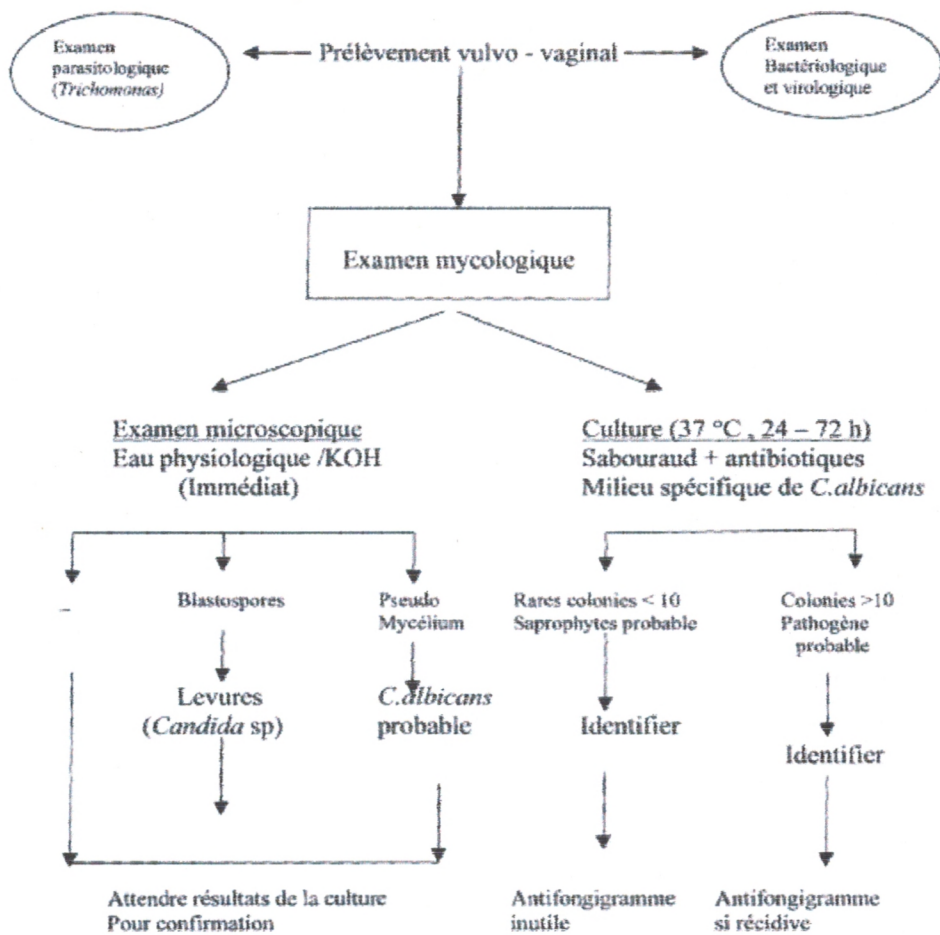 Examen
parasitologique
(Trichomonas)
Prélèvement vulvo - vaginal
Examen
Bactériologique
et virologique
Examen mycologique
Examen microscopique
Eau physiologique /KOH
(Immédiat)
Culture (37 °C , 24 – 72 h)
Sabouraud + antibiotiques
Milieu spécifique de C.albicans
–
Blastospores
Pseudo
Mycélium
Rares colonies < 10
Saprophytes probable
Colonies >10
Pathogène
probable
Levures
(Candida sp)
C.albicans
probable
Identifier
Identifier
Attendre résultats de la culture
Pour confirmation
Antifongigramme
inutile
Antifongigramme
si récidive